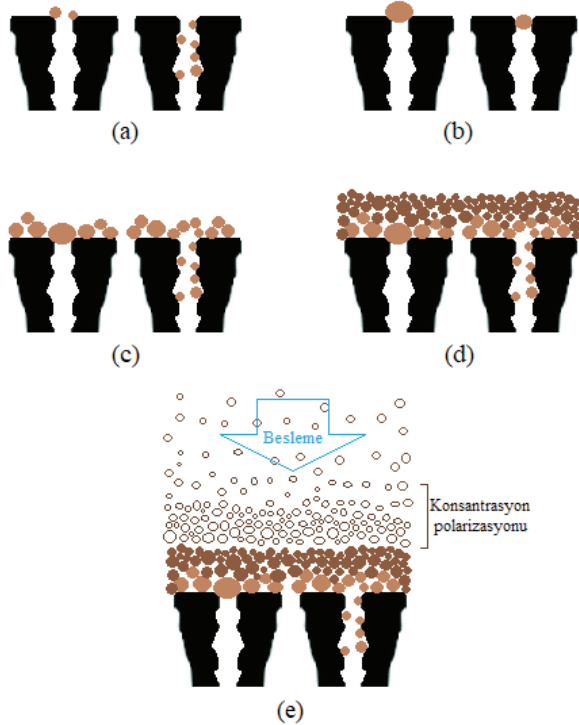 (a)
(b)
(c)
(d)
Besleme
Konsantrasyon
polarizasyonu
(e)